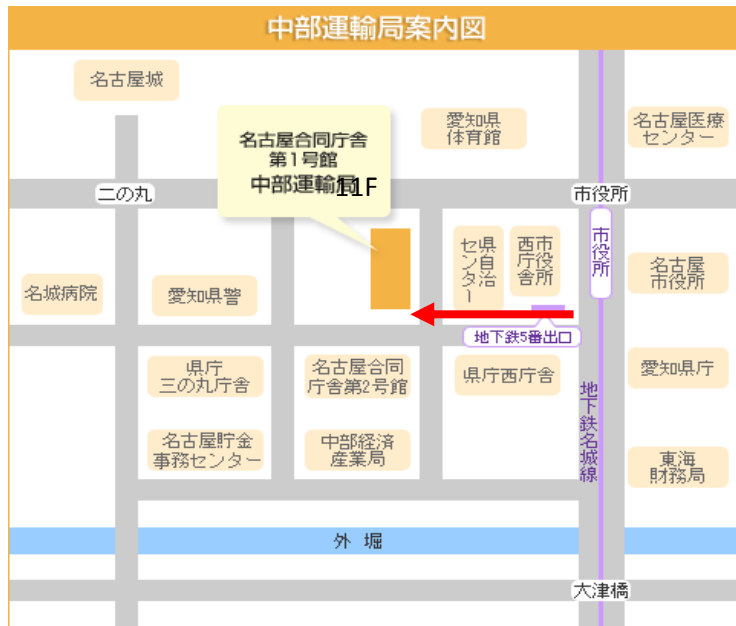 中部運輸局案内図
名古屋城
名古屋合同庁舎
第1号館
中部運輸局
11F
愛知県
体育館
名古屋医療
センター
二の丸
市役所
名城病院
愛知県警
県自治
センター
西市
庁役
舎所
市役所
名古屋
市役所
地下鉄5番出口
県庁
三の丸庁舎
名古屋合同
庁舎第2号館
県庁西庁舎
地下鉄名城線
愛知県庁
名古屋貯金
事務センター
中部経済
産業局
東海
財務局
外 堀
大津橋